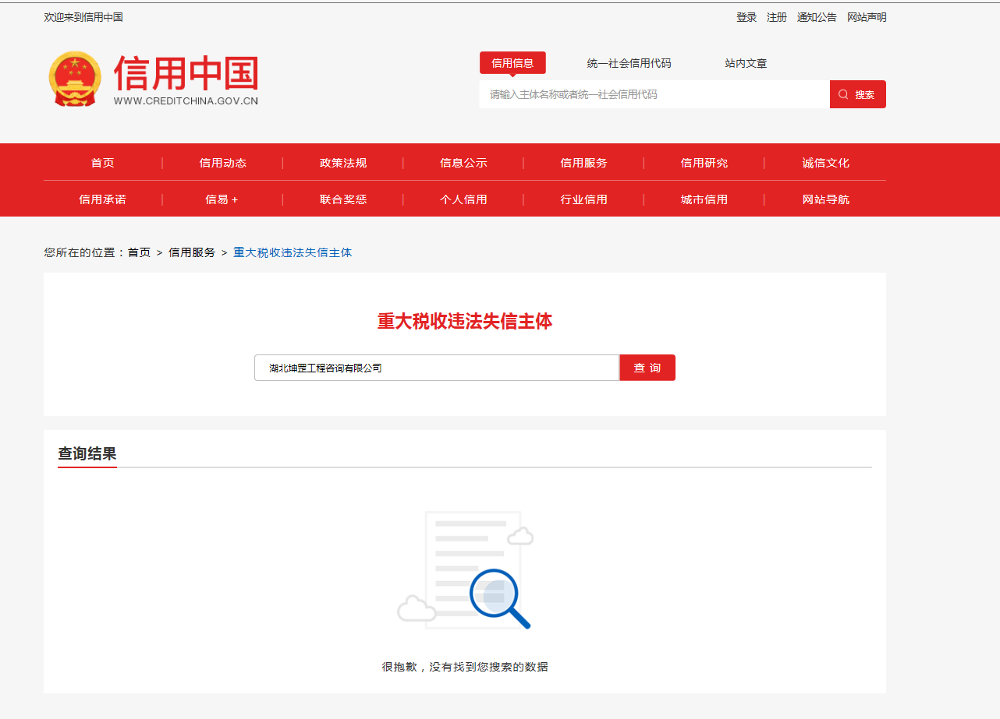 欢迎来到信用中国
登录 注册 通知公告 网站声明
信用中国
WWW.CREDITCHINA.GOV.CN
信用信息 统一社会信用代码 站内文章
请输入主体名称或者统一社会信用代码 搜索
首页 | 信用动态 | 政策法规 | 信息公示 | 信用服务 | 信用研究 | 诚信文化
信用承诺 | 信易+ | 联合奖惩 | 个人信用 | 行业信用 | 城市信用 | 网站导航
您所在的位置：首页 > 信用服务 > 重大税收违法失信主体
重大税收违法失信主体
湖北坤罡工程咨询有限公司 查 询
查询结果
很抱歉，没有找到您搜索的数据